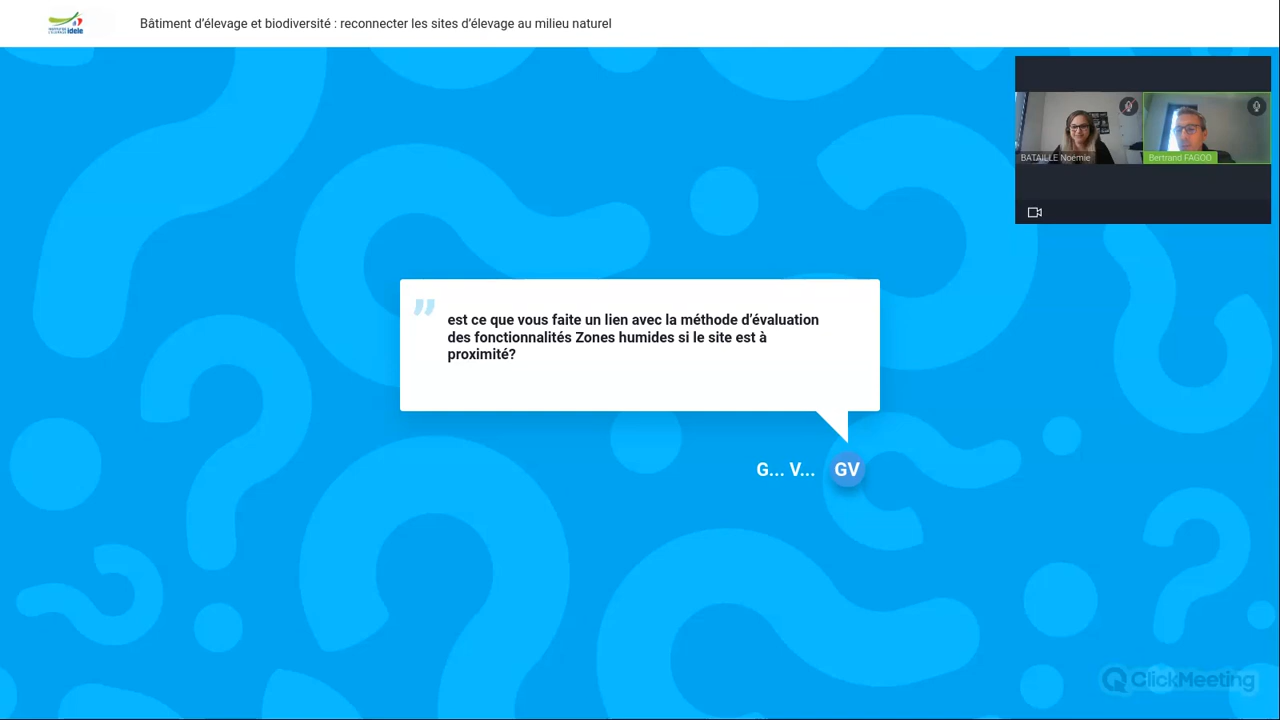 idele
Bâtiment d’élevage et biodiversité : reconnecter les sites d’élevage au milieu naturel
BATAILLE Noémie
Bertrand FAGOO
est ce que vous faite un lien avec la méthode d’évaluation
des fonctionnalités Zones humides si le site est à
proximité?
G... V...
GV
ClickMeeting